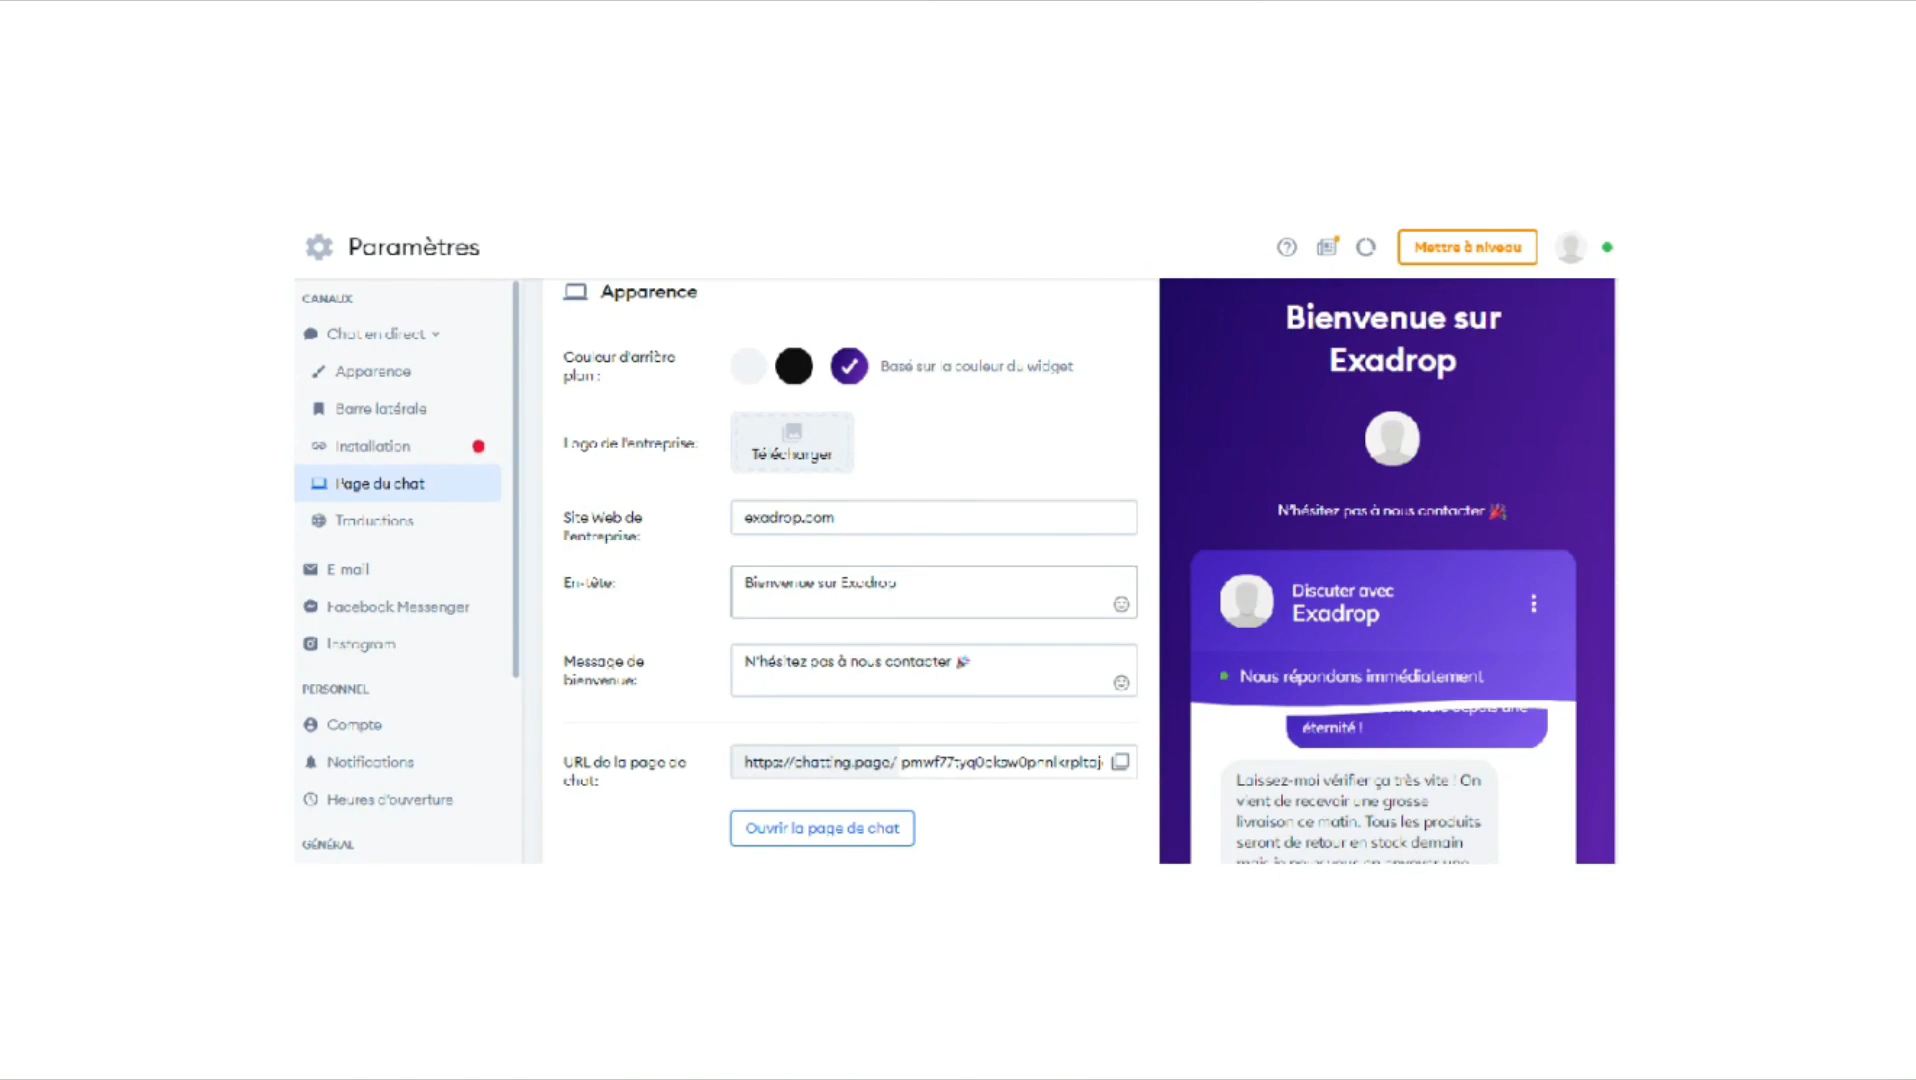 Paramètres
Mettre à niveau
CANAUX
Chat en direct
Apparence
Barre latérale
Installation
Page du chat
Traductions
E-mail
Facebook Messenger
Instagram
PERSONNEL
Compte
Notifications
Heures d'ouverture
GÉNÉRAL
Apparence
Couleur d'arrière
plan :
Basé sur la couleur du widget
Logo de l'entreprise:
Télécharger
Site Web de
l'entreprise:
exadrop.com
En-tête:
Bienvenue sur Exadrop
Message de
bienvenue:
N'hésitez pas à nous contacter 🎉
URL de la page de
chat:
https://chatting.page/
Ouvrir la page de chat
Bienvenue sur
Exadrop
N'hésitez pas à nous contacter 🎉
Discuter avec
Exadrop
Nous répondons immédiatement
depuis une
éternité !
Laissez-moi vérifier ça très vite ! On
vient de recevoir une grosse
livraison ce matin. Tous les produits
seront de retour en stock demain